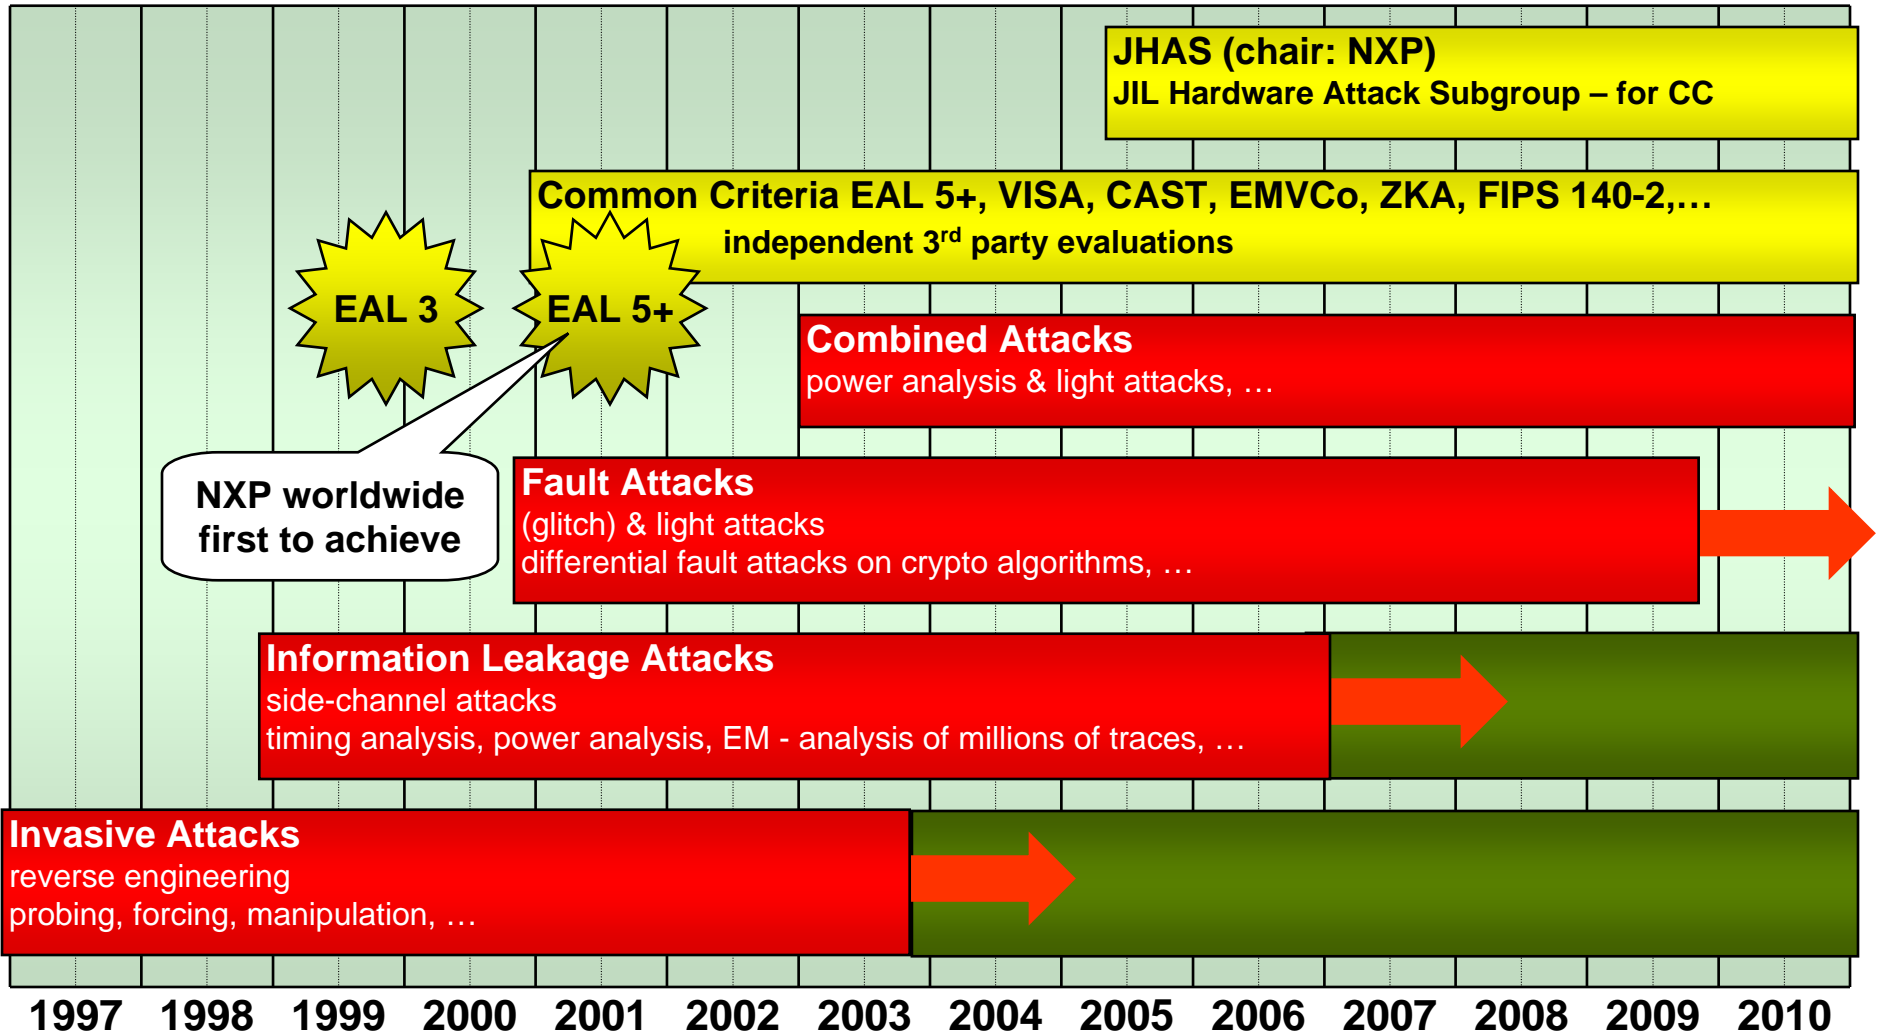 JHAS (chair: NXP)
JIL Hardware Attack Subgroup – for CC
Common Criteria EAL 5+, VISA, CAST, EMVCo, ZKA, FIPS 140-2,…
independent 3rd party evaluations
EAL 3
EAL 5+
Combined Attacks
power analysis & light attacks, …
NXP worldwide
first to achieve
Fault Attacks
(glitch) & light attacks
differential fault attacks on crypto algorithms, …
Information Leakage Attacks
side-channel attacks
timing analysis, power analysis, EM - analysis of millions of traces, …
Invasive Attacks
reverse engineering
probing, forcing, manipulation, …
1997 1998 1999 2000 2001 2002 2003 2004 2005 2006 2007 2008 2009 2010